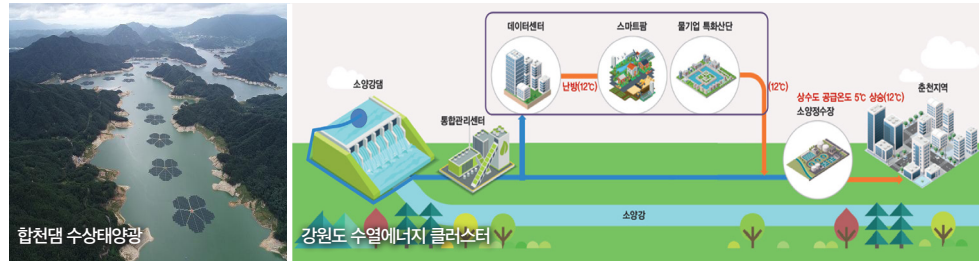 합천댐 수상태양광
데이터센터
스마트팜
물기업 특화산단
난방(12℃)
(12℃)
소양강댐
통합관리센터
상수도 공급온도 5℃ 상승(12℃)
소양정수장
춘천지역
소양강
강원도 수열에너지 클러스터